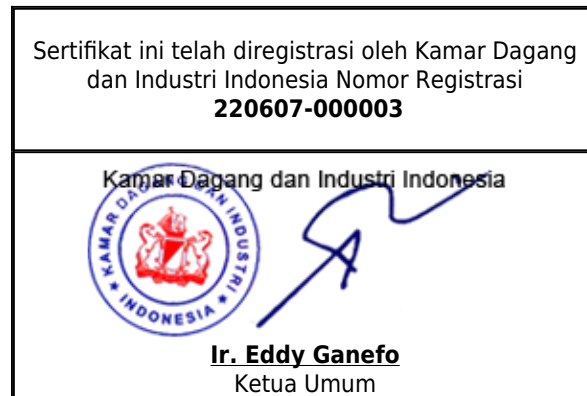 Sertifikat ini telah diregistrasi oleh Kamar Dagang
dan Industri Indonesia Nomor Registrasi
220607-000003
Kamar Dagang dan Industri Indonesia
KAMAR DAGANG DAN INDUSTRI
INDONESIA
Ir. Eddy Ganefo
Ketua Umum